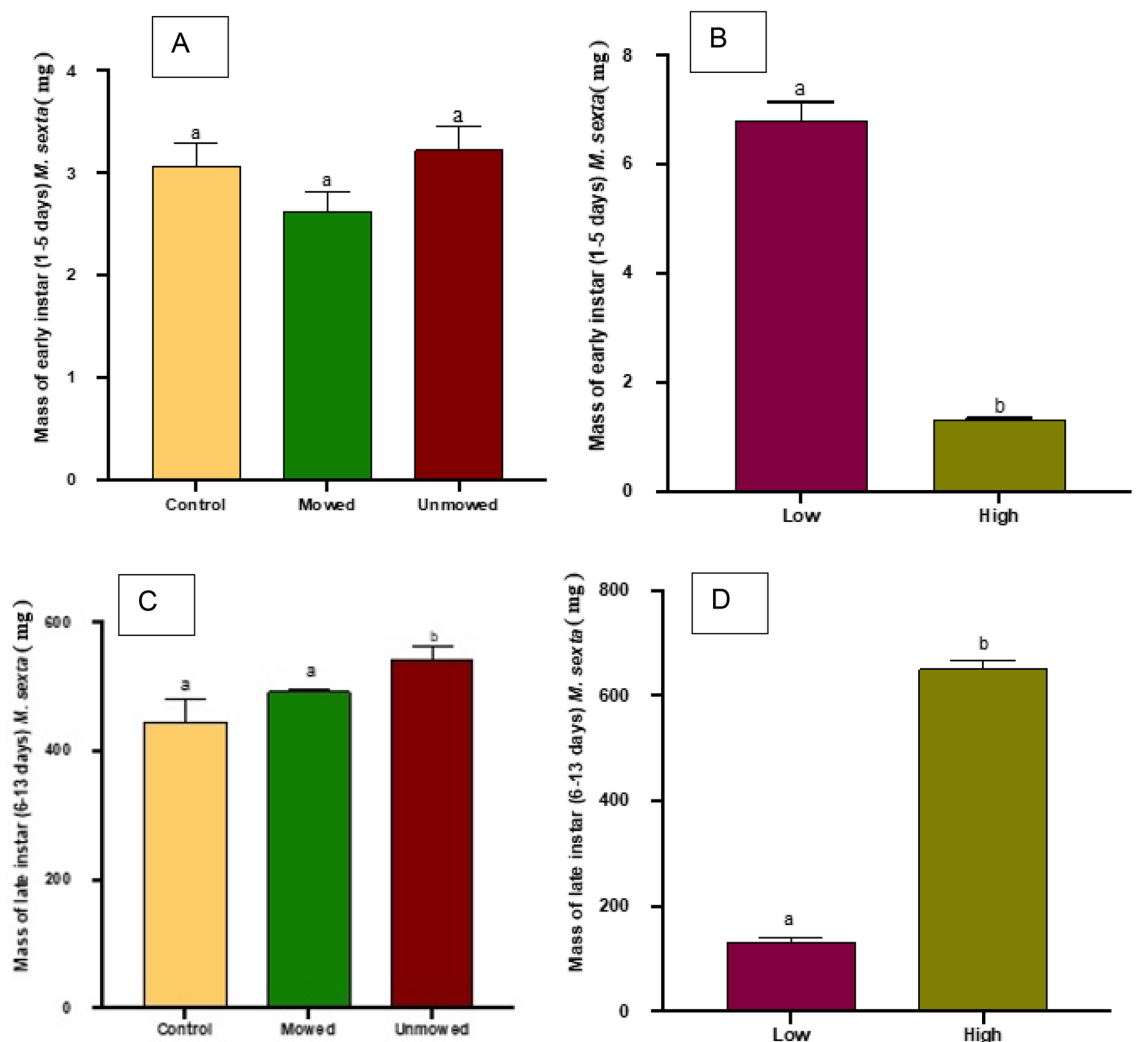 A
Mass of early instar (1-5 days) M. sexta ( mg )
4
3
2
1
0
a
a
a
Control
Mowed
Unmowed
B
Mass of early instar (1-5 days) M. sexta ( mg )
8
6
4
2
0
a
b
Low
High
C
Mass of late instar (6-13 days) M. sexta ( mg )
600
400
200
0
a
a
b
Control
Mowed
Unmowed
D
Mass of late instar (6-13 days) M. sexta ( mg )
800
600
400
200
0
a
b
Low
High